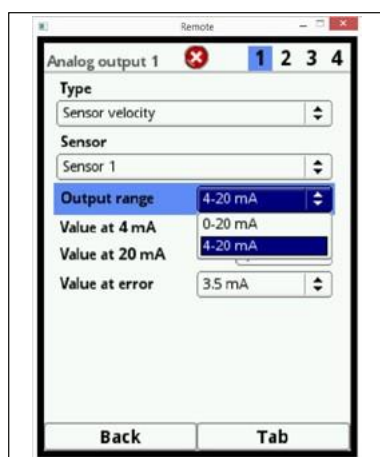 Remote
Analog output 1 1 2 3 4
Type
Sensor velocity
Sensor
Sensor 1
Output range 4-20 mA
0-20 mA
Value at 4 mA
4-20 mA
Value at 20 mA
Value at error 3.5 mA
Back Tab